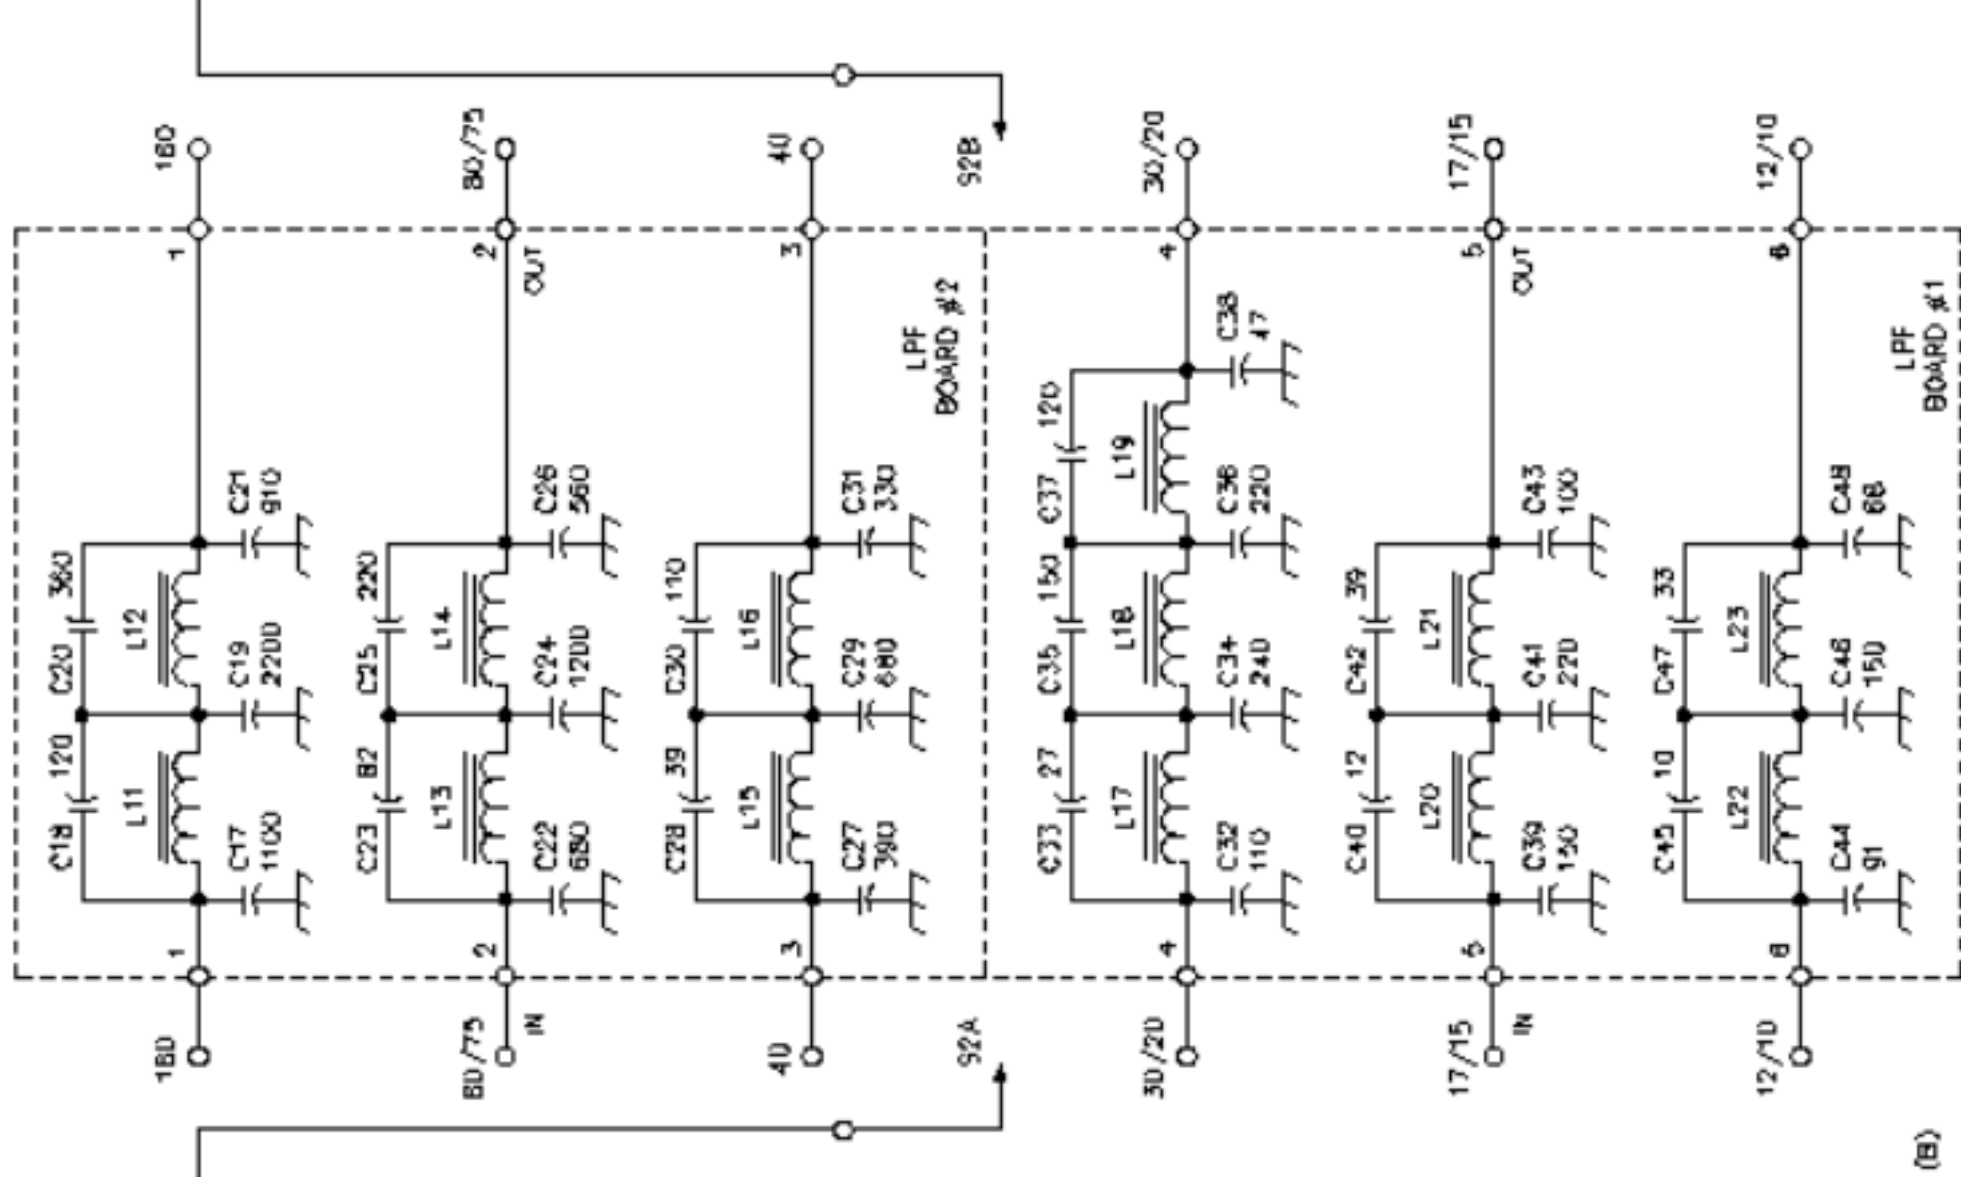 C18 120 C20 360
L11 L12
160 1 1 160
C17 C19 C21
1100 2200 910
C23 82 C25 220
L13 L14
80/75 2 2 80/75
C22 C24 C26
680 1200 560
IN OUT
C28 39 C30 110
L15 L16
40 3 3 40
C27 C29 C31
390 680 330
LPF
BOARD #2
S2A S2B
C33 27 C35 150 C37 120
L17 L18 L19
30/20 4 4 30/20
C32 C34 C36 C38
110 240 220 47
C40 12 C42 39
L20 L21
17/15 5 5 17/15
C39 C41 C43
220 100
IN OUT
C45 10 C47 33
L22 L23
12/10 6 6 12/10
C44 C46 C48
91 150 68
LPF
BOARD #1
(B)